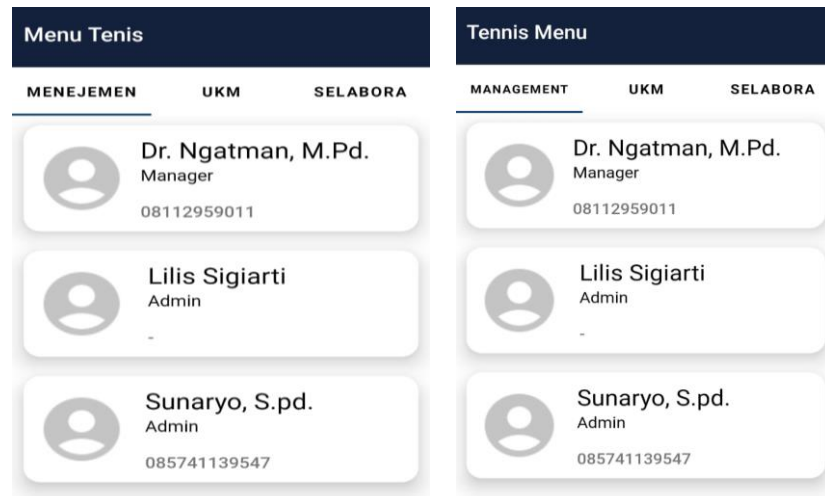 Menu Tenis
MENEJEMEN UKM SELABORA
Dr. Ngatman, M.Pd.
Manager
08112959011
Lilis Sigiarti
Admin
-
Sunaryo, S.pd.
Admin
085741139547
Tennis Menu
MANAGEMENT UKM SELABORA
Dr. Ngatman, M.Pd.
Manager
08112959011
Lilis Sigiarti
Admin
-
Sunaryo, S.pd.
Admin
085741139547